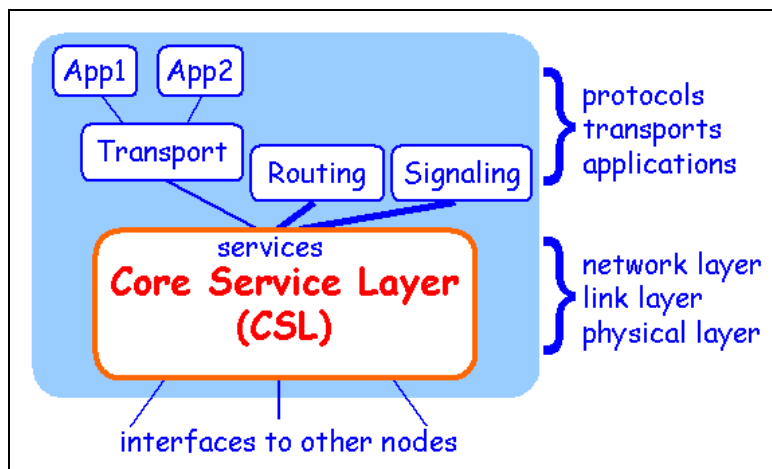 App1
App2
Transport
Routing
Signaling
protocols
transports
applications
services
Core Service Layer
(CSL)
network layer
link layer
physical layer
interfaces to other nodes